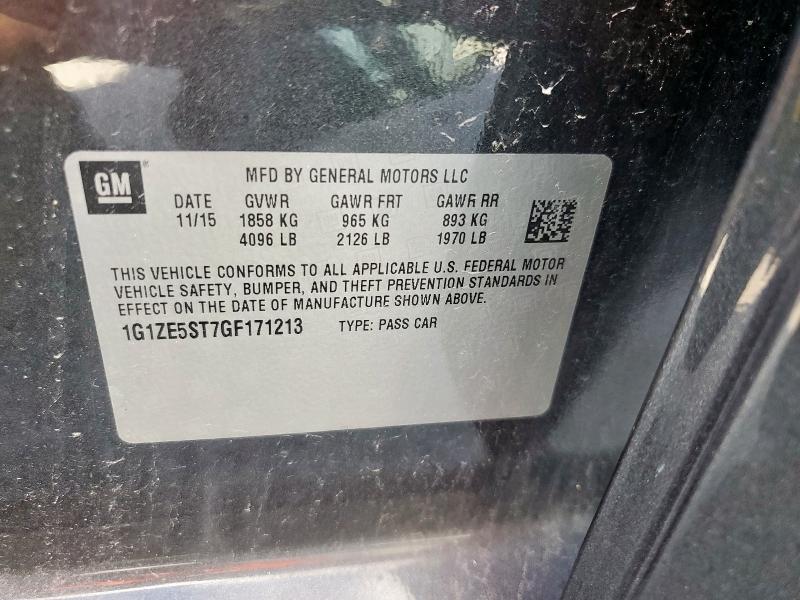 GM
MFD BY GENERAL MOTORS LLC
DATE GVWR GAWR FRT GAWR RR
11/15 1858 KG 965 KG 893 KG
4096 LB 2126 LB 1970 LB
THIS VEHICLE CONFORMS TO ALL APPLICABLE U.S. FEDERAL MOTOR
VEHICLE SAFETY, BUMPER, AND THEFT PREVENTION STANDARDS IN
EFFECT ON THE DATE OF MANUFACTURE SHOWN ABOVE.
1G1ZE5ST7GF171213 TYPE: PASS CAR